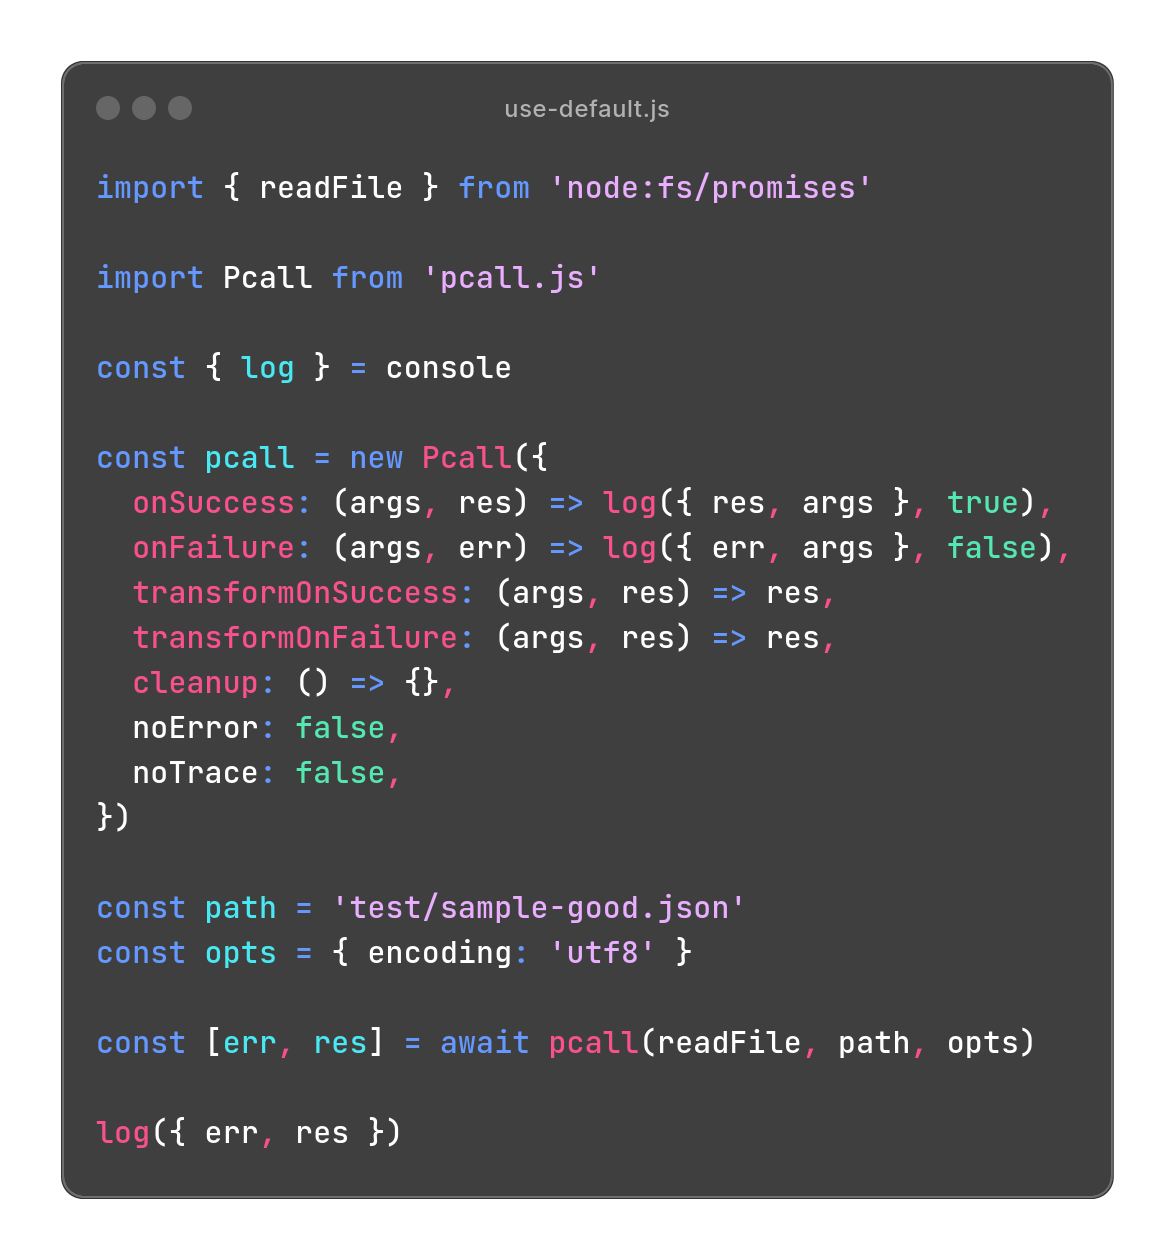 use-default.js
import { readFile } from 'node:fs/promises'
import Pcall from 'pcall.js'
const { log } = console
const pcall = new Pcall({
  onSuccess: (args, res) => log({ res, args }, true),
  onFailure: (args, err) => log({ err, args }, false),
  transformOnSuccess: (args, res) => res,
  transformOnFailure: (args, res) => res,
  cleanup: () => {},
  noError: false,
  noTrace: false,
})
const path = 'test/sample-good.json'
const opts = { encoding: 'utf8' }
const [err, res] = await pcall(readFile, path, opts)
log({ err, res })